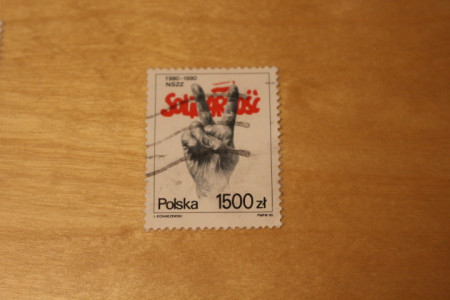 1980-1990
NSZZ
SOLIDARNOŚĆ
Polska 1500 zł